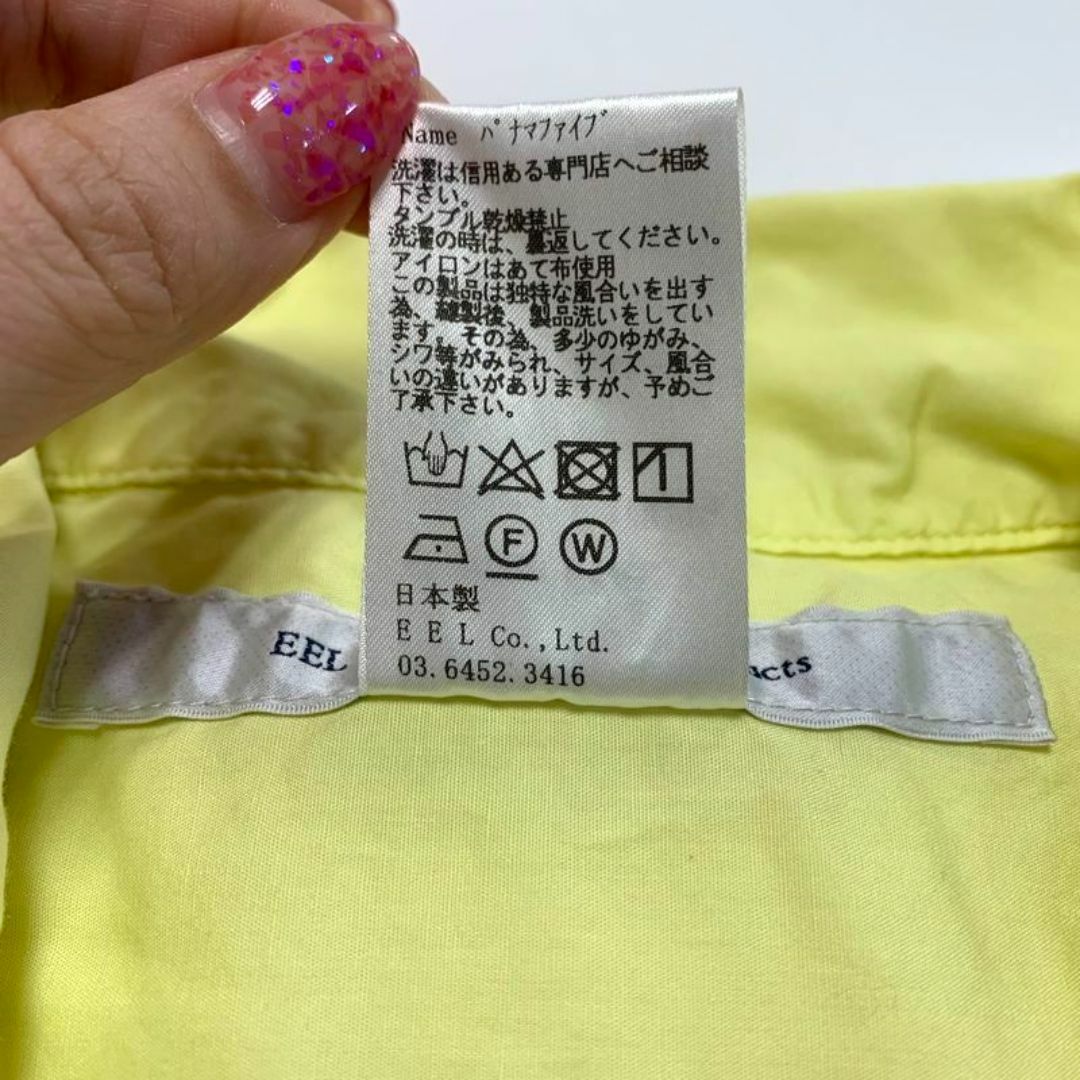 Name パナマファイブ
洗濯は信用ある専門店へご相談
下さい。
タンブル乾燥禁止
洗濯の時は、裏返してください。
アイロンはあて布使用
この製品は独特な風合いを出す
為、縫製後、製品洗いをしてい
ます。その為、多少のゆがみ、
シワ等がみられ、サイズ、風合
いの違いがありますが、予めご
了承下さい。
1
F W
日本製
EEL Co.,Ltd.
03.6452.3416
EEL